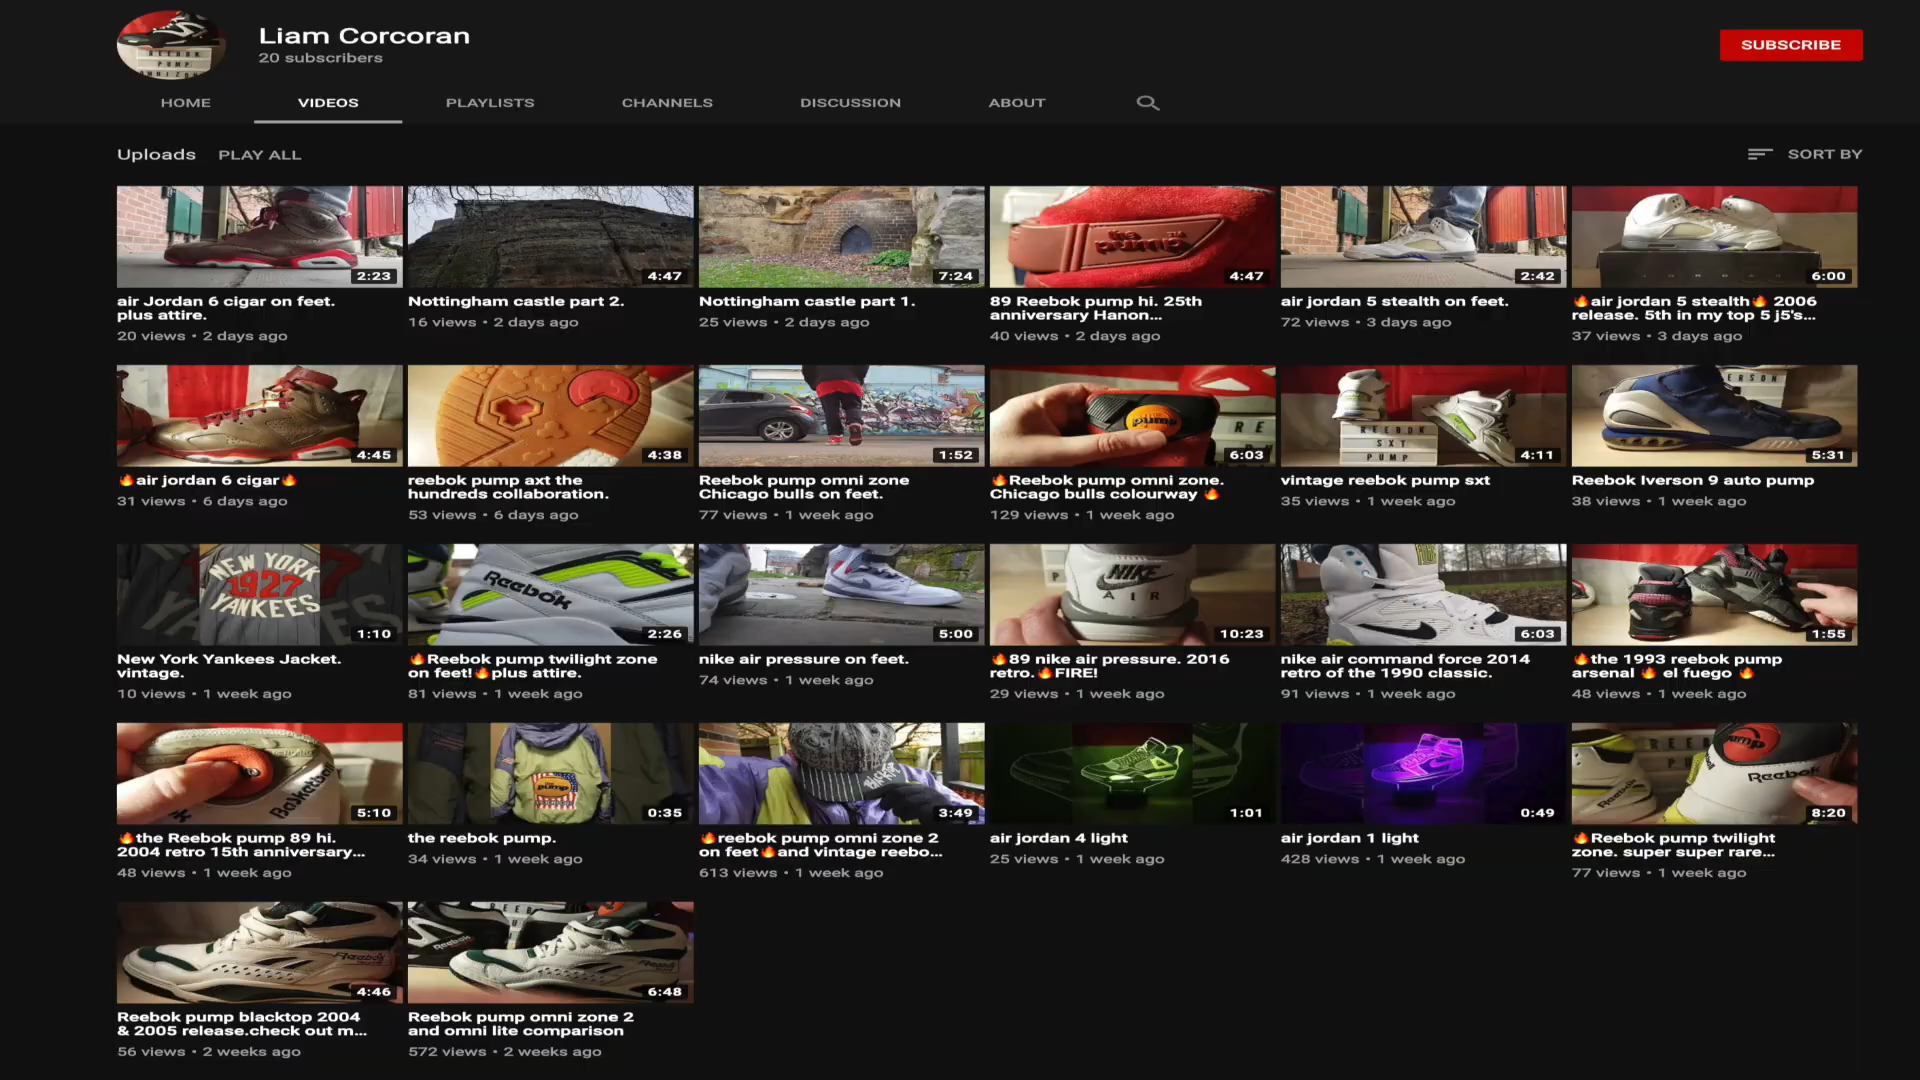 Liam Corcoran
20 subscribers
SUBSCRIBE
HOME VIDEOS PLAYLISTS CHANNELS DISCUSSION ABOUT
Uploads PLAY ALL SORT BY
2:23
air Jordan 6 cigar on feet.
plus attire.
20 views • 2 days ago
4:47
Nottingham castle part 2.
16 views • 2 days ago
7:24
Nottingham castle part 1.
25 views • 2 days ago
the
pump
4:47
89 Reebok pump hi. 25th
anniversary Hanon...
40 views • 2 days ago
2:42
air jordan 5 stealth on feet.
72 views • 3 days ago
6:00
🔥air jordan 5 stealth🔥 2006
release. 5th in my top 5 j5's...
37 views • 3 days ago
4:45
🔥air jordan 6 cigar🔥
31 views • 6 days ago
4:38
reebok pump axt the
hundreds collaboration.
53 views • 6 days ago
1:52
Reebok pump omni zone
Chicago bulls on feet.
77 views • 1 week ago
pump
6:03
🔥Reebok pump omni zone.
Chicago bulls colourway 🔥
129 views • 1 week ago
REEBOK
SXT
PUMP
4:11
vintage reebok pump sxt
35 views • 1 week ago
5:31
Reebok Iverson 9 auto pump
38 views • 1 week ago
NEW YORK
1927
YANKEES
1:10
New York Yankees Jacket.
vintage.
10 views • 1 week ago
Reebok
2:26
🔥Reebok pump twilight zone
on feet!🔥plus attire.
81 views • 1 week ago
5:00
nike air pressure on feet.
74 views • 1 week ago
NIKE
AIR
10:23
🔥89 nike air pressure. 2016
retro.🔥FIRE!
29 views • 1 week ago
6:03
nike air command force 2014
retro of the 1990 classic.
91 views • 1 week ago
1:55
🔥the 1993 reebok pump
arsenal 🔥 el fuego 🔥
48 views • 1 week ago
Basketball
5:10
🔥the Reebok pump 89 hi.
2004 retro 15th anniversary...
48 views • 1 week ago
pump
0:35
the reebok pump.
34 views • 1 week ago
3:49
🔥reebok pump omni zone 2
on feet🔥and vintage reebo...
613 views • 1 week ago
1:01
air jordan 4 light
25 views • 1 week ago
0:49
air jordan 1 light
428 views • 1 week ago
Reebok
8:20
🔥Reebok pump twilight
zone. super super rare...
77 views • 1 week ago
Reebok
4:46
Reebok pump blacktop 2004
& 2005 release.check out m...
56 views • 2 weeks ago
Reebok
6:48
Reebok pump omni zone 2
and omni lite comparison
572 views • 2 weeks ago